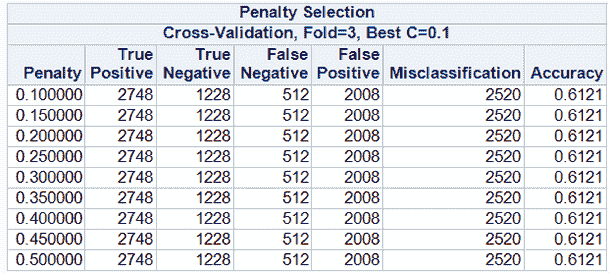 Penalty Selection
Cross-Validation, Fold=3, Best C=0.1
Penalty True Positive True Negative False Negative False Positive Misclassification Accuracy
0.100000 2748 1228 512 2008 2520 0.6121
0.150000 2748 1228 512 2008 2520 0.6121
0.200000 2748 1228 512 2008 2520 0.6121
0.250000 2748 1228 512 2008 2520 0.6121
0.300000 2748 1228 512 2008 2520 0.6121
0.350000 2748 1228 512 2008 2520 0.6121
0.400000 2748 1228 512 2008 2520 0.6121
0.450000 2748 1228 512 2008 2520 0.6121
0.500000 2748 1228 512 2008 2520 0.6121